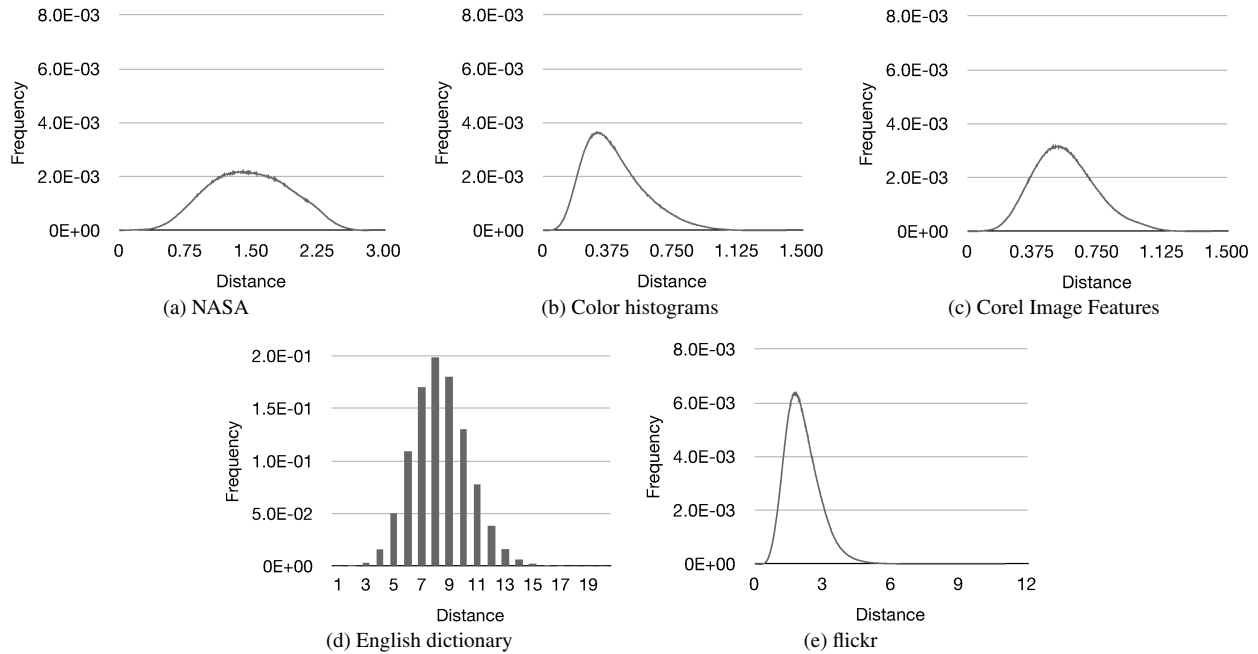 8.0E-03
6.0E-03
4.0E-03
2.0E-03
0E+00
Frequency
0 0.75 1.50 2.25 3.00
Distance
(a) NASA
8.0E-03
6.0E-03
4.0E-03
2.0E-03
0E+00
Frequency
0 0.375 0.750 1.125 1.500
Distance
(b) Color histograms
8.0E-03
6.0E-03
4.0E-03
2.0E-03
0E+00
Frequency
0 0.375 0.750 1.125 1.500
Distance
(c) Corel Image Features
2.0E-01
1.5E-01
1.0E-01
5.0E-02
0E+00
Frequency
1 3 5 7 9 11 13 15 17 19
Distance
(d) English dictionary
8.0E-03
6.0E-03
4.0E-03
2.0E-03
0E+00
Frequency
0 3 6 9 12
Distance
(e) flickr